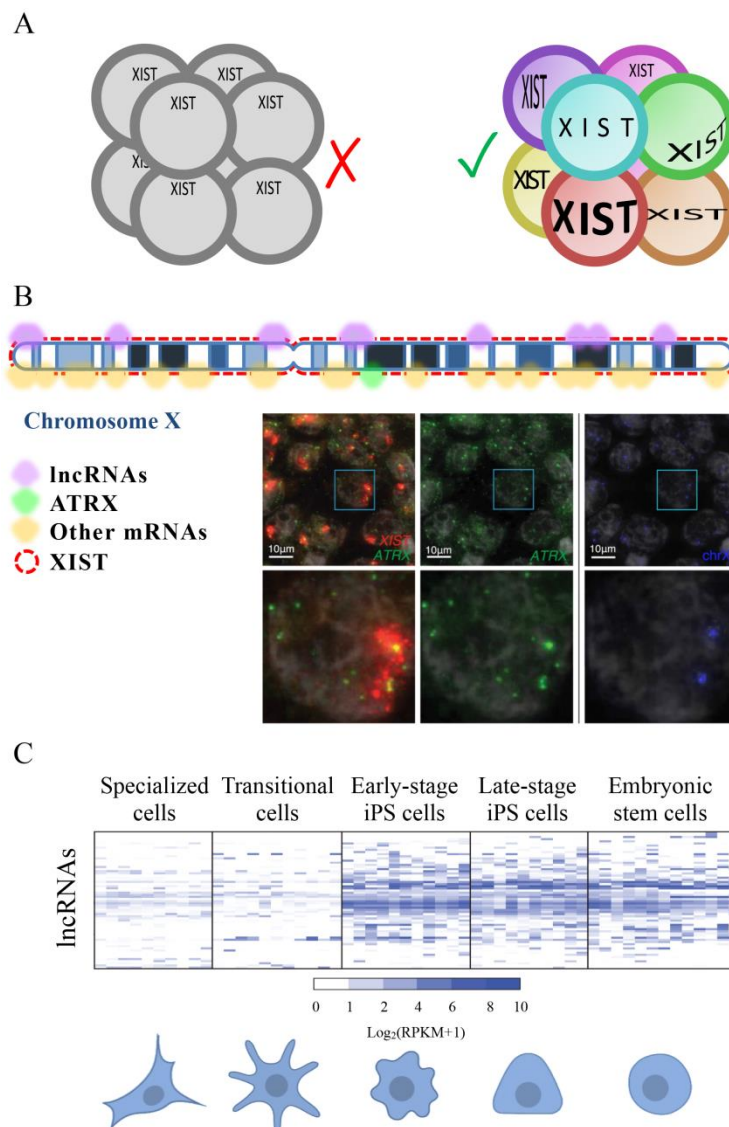 A
XIST XIST
XIST XIST
XIST XIST XIST
XIST XIST
X I S T XIST
XIST
XIST XIST
B
Chromosome X
lncRNAs
ATRX
Other mRNAs
XIST
10μm XIST
ATRX
10μm ATRX
10μm chrX
C
Specialized cells
Transitional cells
Early-stage iPS cells
Late-stage iPS cells
Embryonic stem cells
lncRNAs
0 1 2 4 6 8 10
Log₂(RPKM+1)